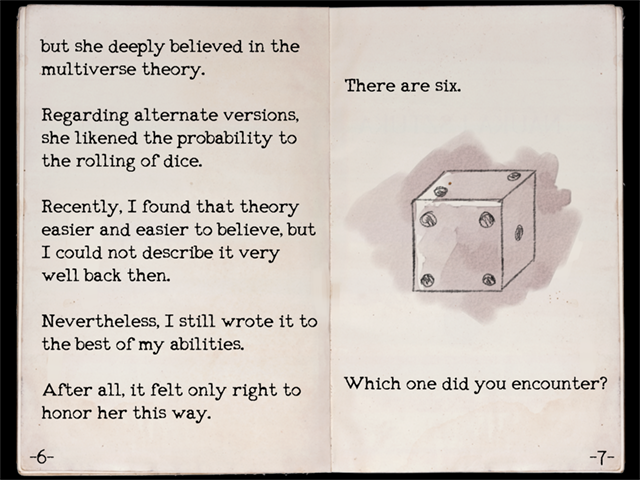 but she deeply believed in the
multiverse theory.
Regarding alternate versions,
she likened the probability to
the rolling of dice.
Recently, I found that theory
easier and easier to believe, but
I could not describe it very
well back then.
Nevertheless, I still wrote it to
the best of my abilities.
After all, it felt only right to
honor her this way.
-6-
There are six.
Which one did you encounter?
-7-